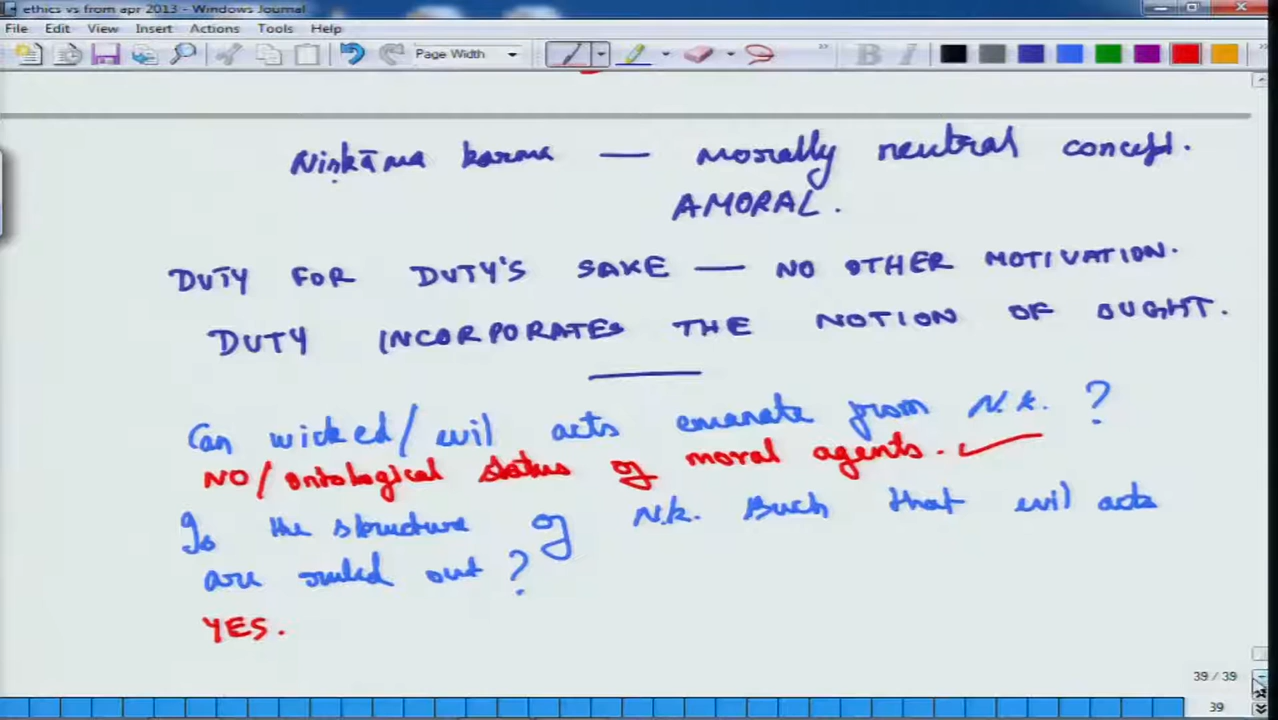 ethics vs from apr 2013 - Windows Journal
File Edit View Insert Actions Tools Help
Page Width
B I
Niṣkāma karma — morally neutral concept.
AMORAL.
DUTY FOR DUTY'S SAKE — NO OTHER MOTIVATION.
DUTY INCORPORATES THE NOTION OF OUGHT.
Can wicked/evil acts emanate from N.K. ?
NO/ontological status of moral agents. ✓
Is the structure of N.K. Such that evil acts
are ruled out ?
YES.
39 / 39
39